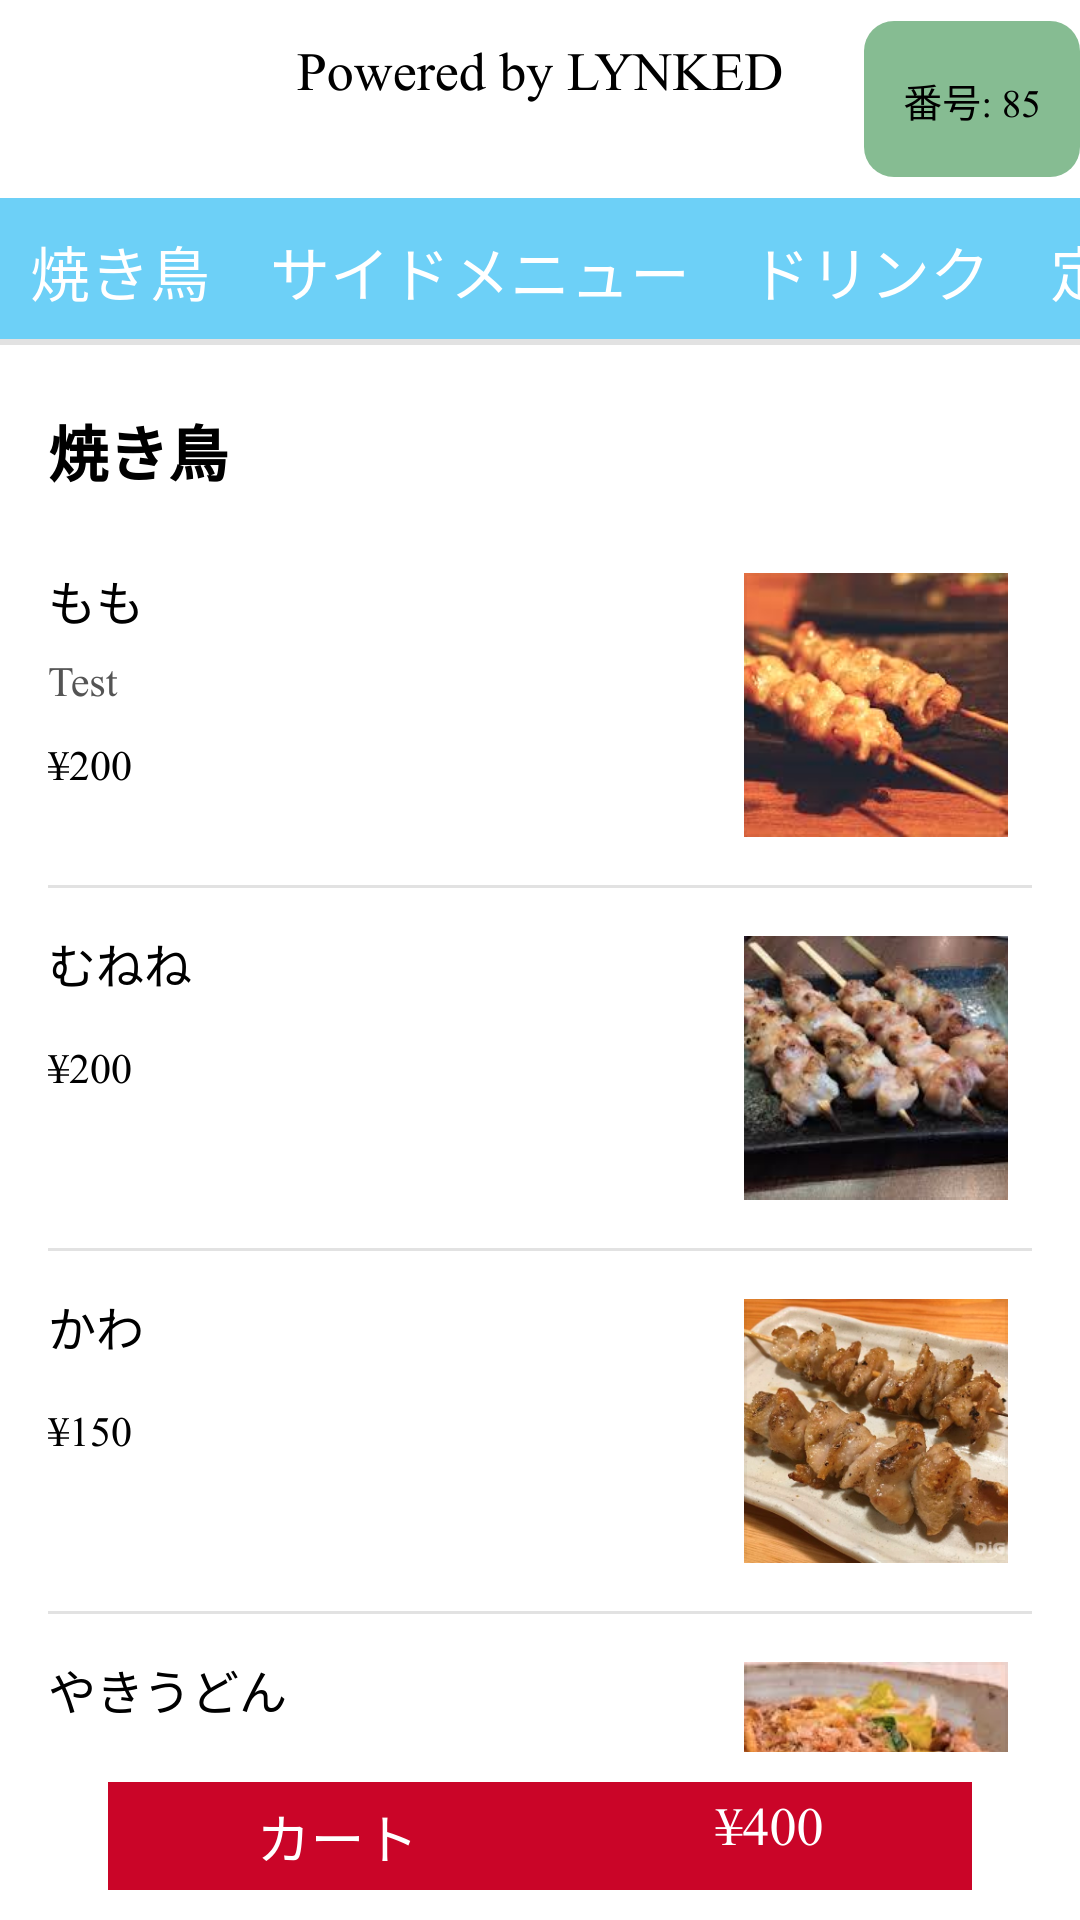 Powered by LYNKED
番号: 85
焼き鳥 サイドメニュー ドリンク
焼き鳥
もも
Test
¥200
むねね
¥200
かわ
¥150
やきうどん
カート ¥400